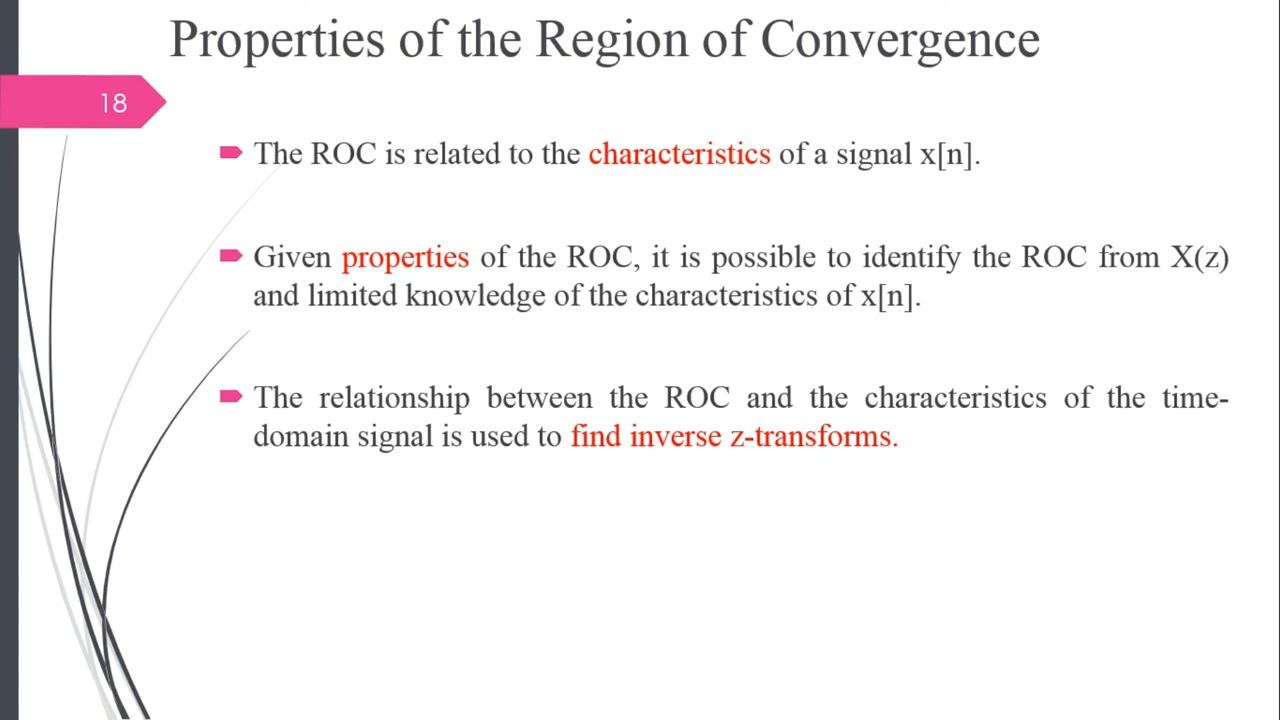 Properties of the Region of Convergence
18
The ROC is related to the characteristics of a signal x[n].
Given properties of the ROC, it is possible to identify the ROC from X(z)
and limited knowledge of the characteristics of x[n].
The relationship between the ROC and the characteristics of the time-
domain signal is used to find inverse z-transforms.